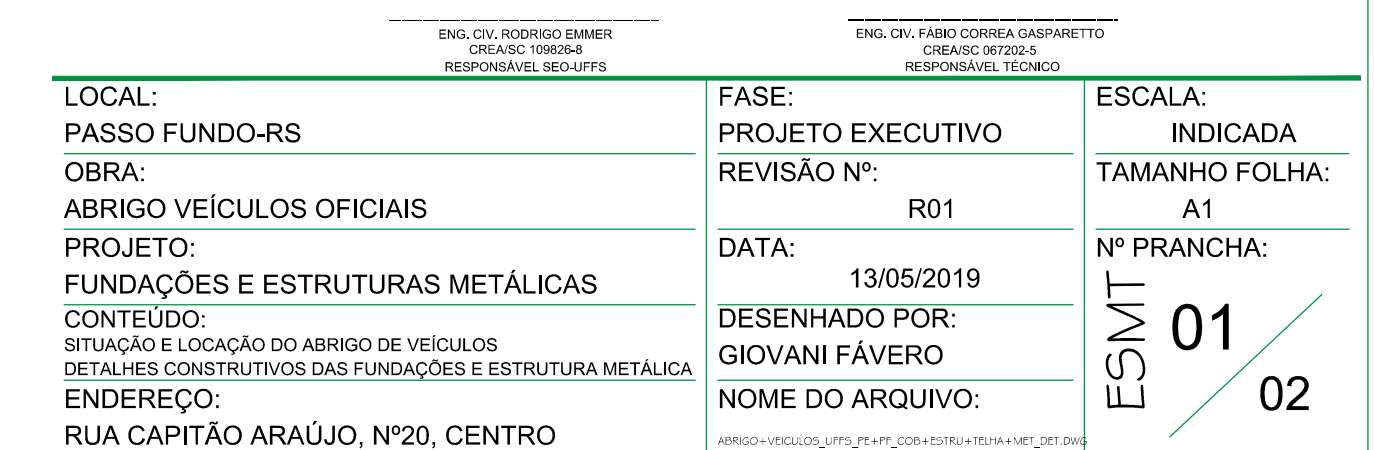 ENG. CIV. RODRIGO EMMER
CREA/SC 109826-8
RESPONSÁVEL SEO-UFFS
ENG. CIV. FÁBIO CORREA GASPARETTO
CREA/SC 067202-5
RESPONSÁVEL TÉCNICO
LOCAL:
PASSO FUNDO-RS
OBRA:
ABRIGO VEÍCULOS OFICIAIS
PROJETO:
FUNDAÇÕES E ESTRUTURAS METÁLICAS
CONTEÚDO:
SITUAÇÃO E LOCAÇÃO DO ABRIGO DE VEÍCULOS
DETALHES CONSTRUTIVOS DAS FUNDAÇÕES E ESTRUTURA METÁLICA
ENDEREÇO:
RUA CAPITÃO ARAÚJO, Nº20, CENTRO
FASE:
PROJETO EXECUTIVO
REVISÃO Nº:
R01
DATA:
13/05/2019
DESENHADO POR:
GIOVANI FÁVERO
NOME DO ARQUIVO:
ABRIGO+VEICULOS_UFFS_PE+PF_COB+ESTRU+TELHA+MET_DET.DWG
ESCALA:
INDICADA
TAMANHO FOLHA:
A1
Nº PRANCHA:
ESMT
01
02